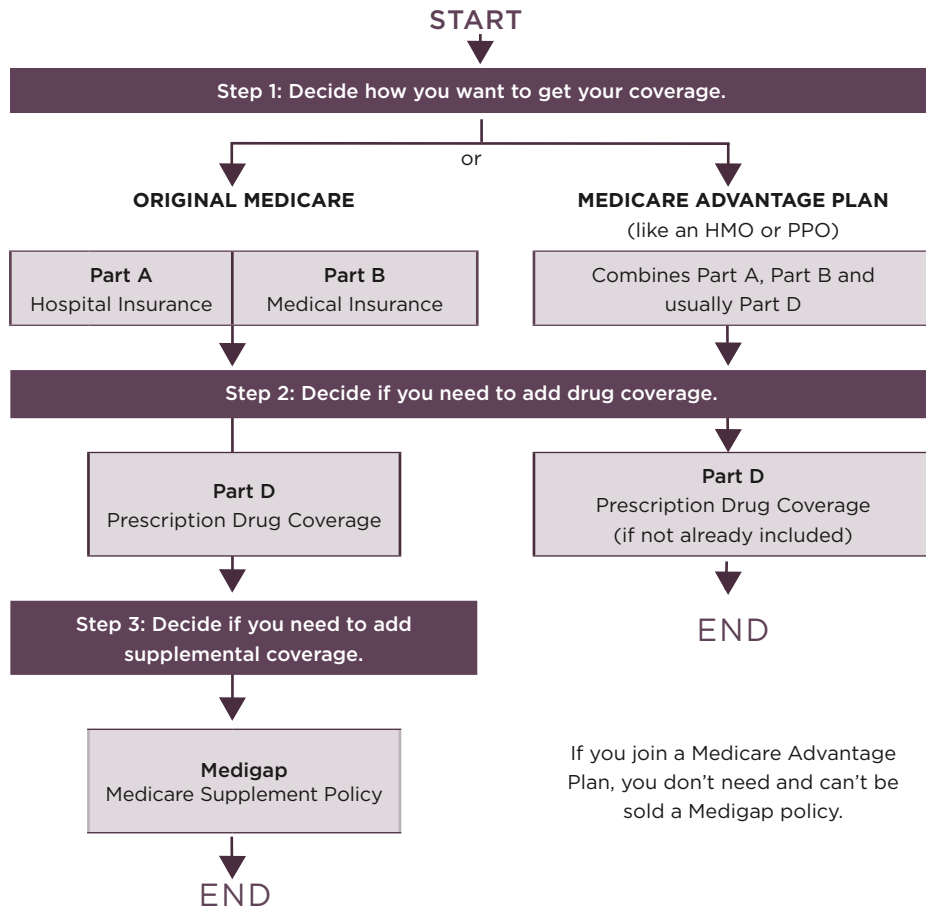 START
Step 1: Decide how you want to get your coverage.
or
ORIGINAL MEDICARE
MEDICARE ADVANTAGE PLAN
(like an HMO or PPO)
Part A
Hospital Insurance
Part B
Medical Insurance
Combines Part A, Part B and
usually Part D
Step 2: Decide if you need to add drug coverage.
Part D
Prescription Drug Coverage
Part D
Prescription Drug Coverage
(if not already included)
Step 3: Decide if you need to add
supplemental coverage.
END
Medigap
Medicare Supplement Policy
If you join a Medicare Advantage
Plan, you don’t need and can’t be
sold a Medigap policy.
END